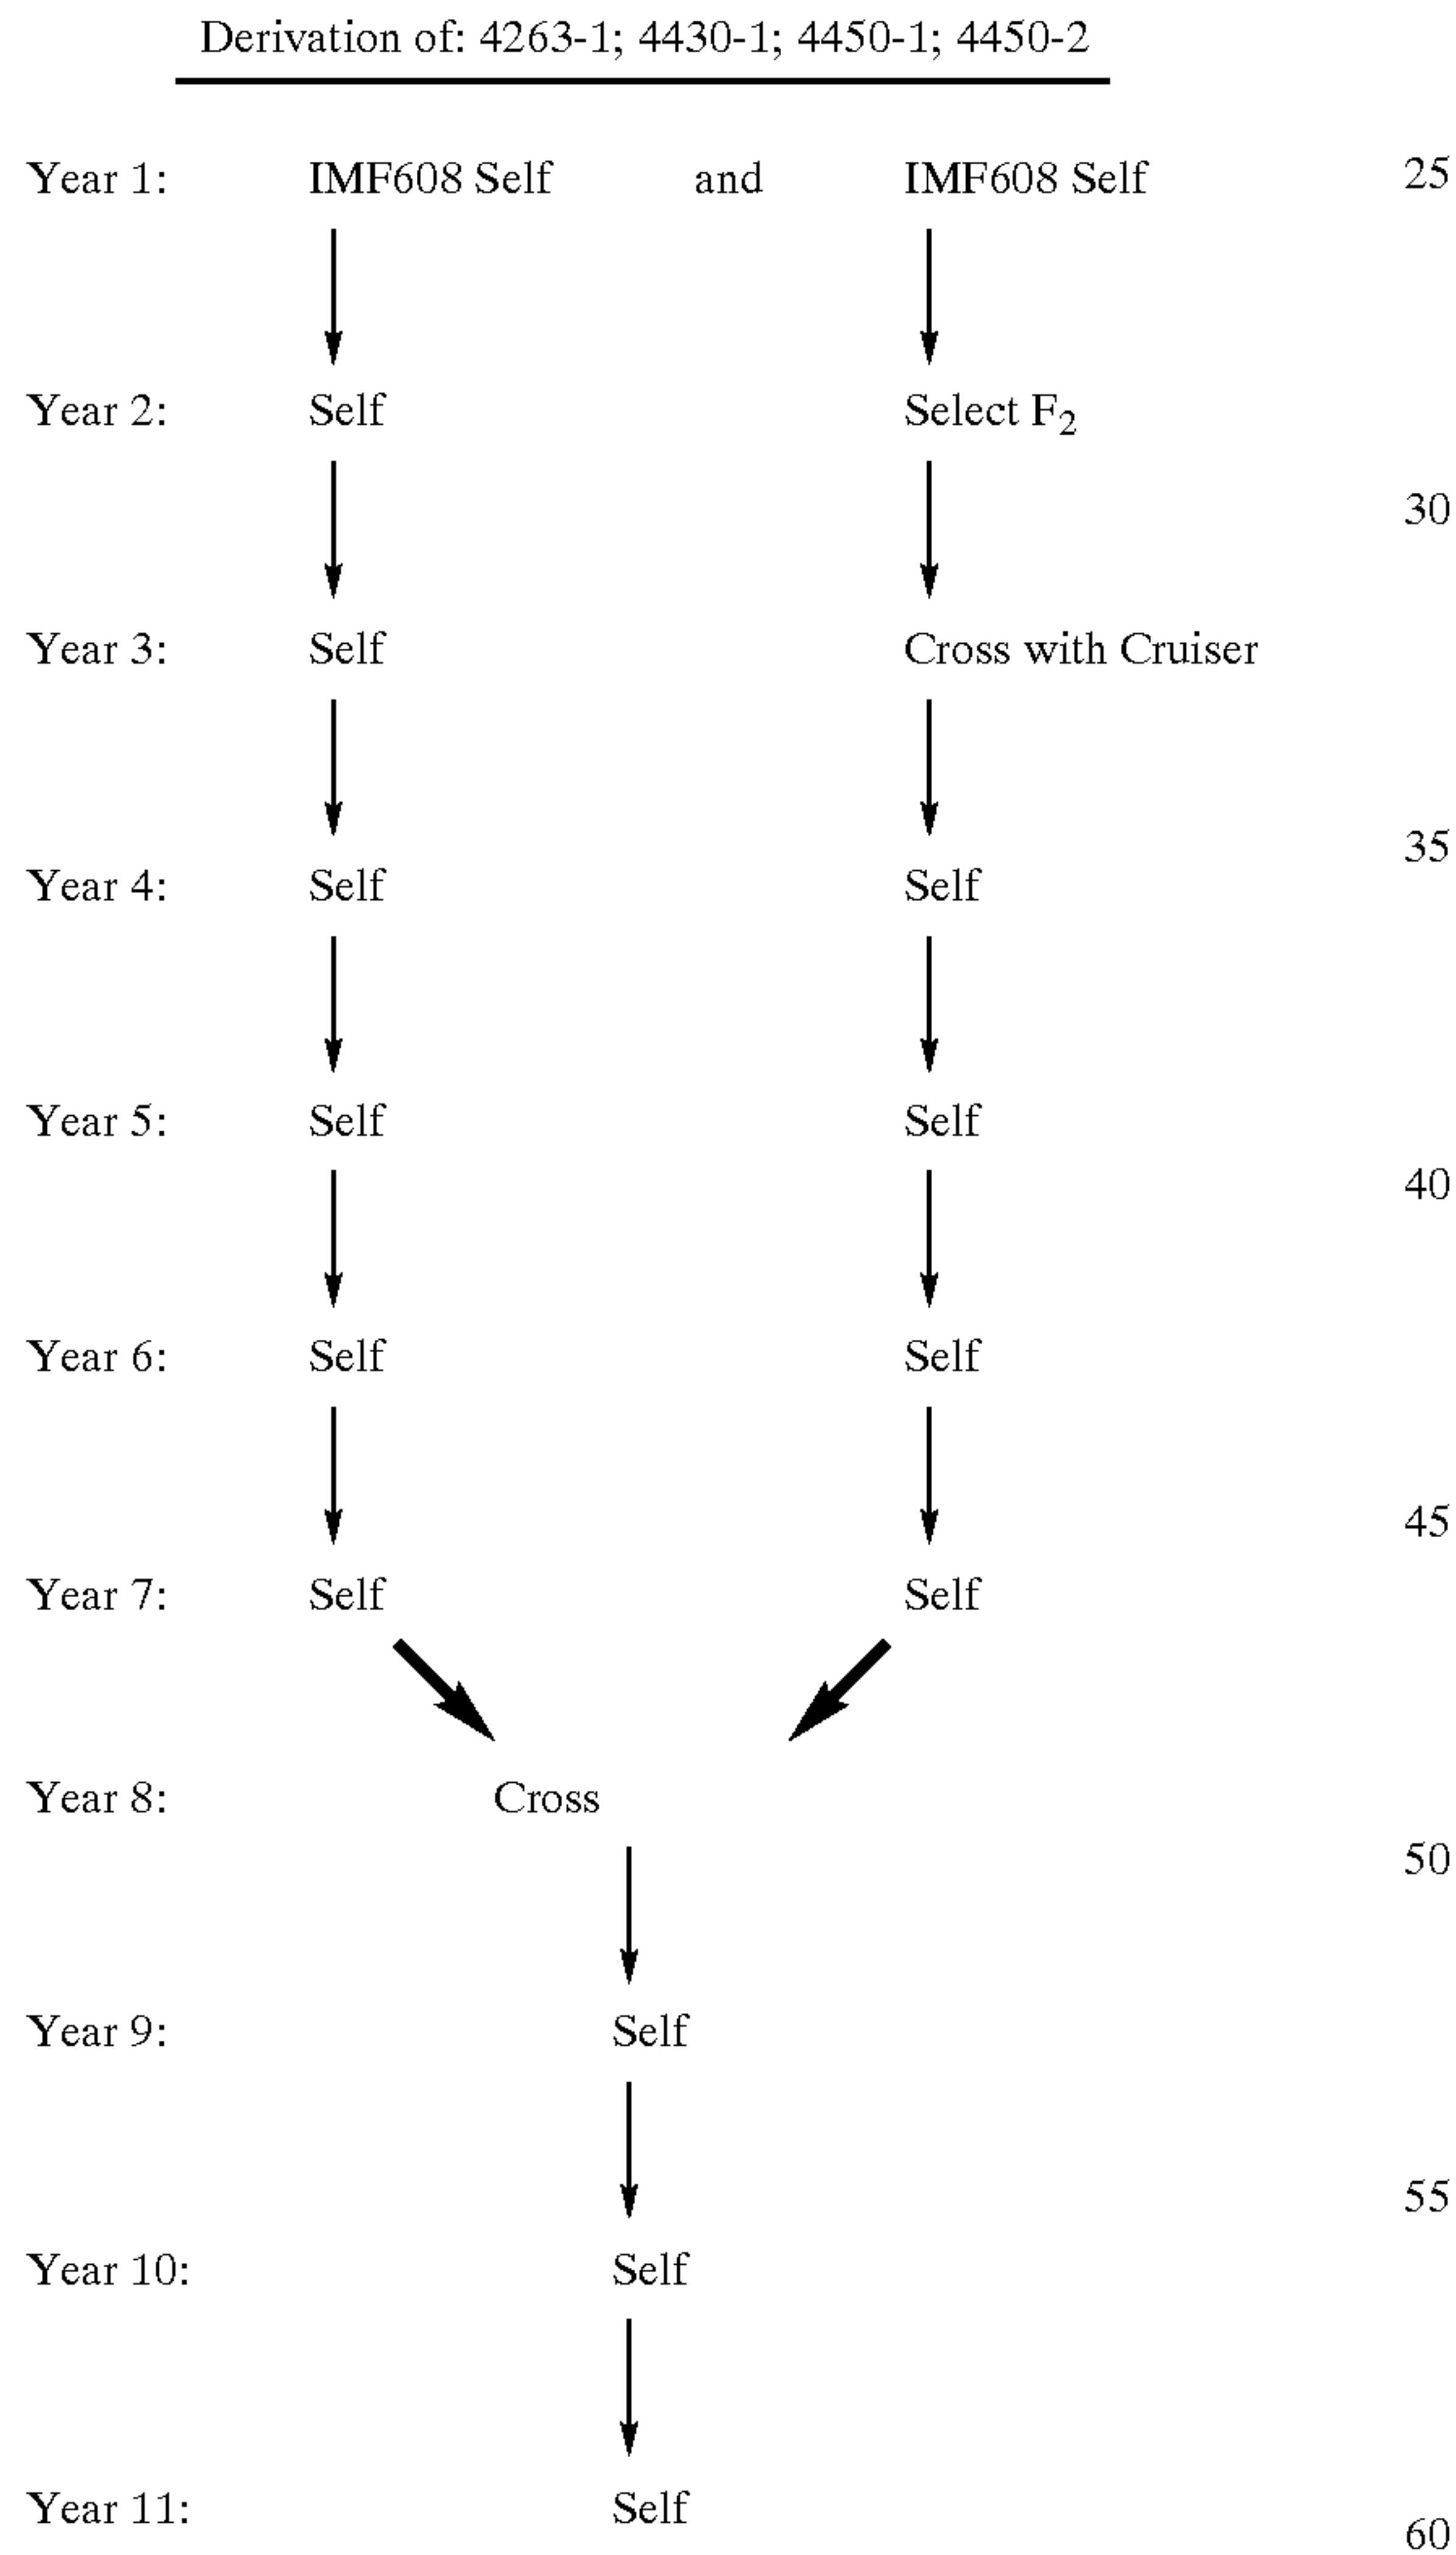 Derivation of: 4263-1; 4430-1; 4450-1; 4450-2
Year 1: IMF608 Self and IMF608 Self 25
Year 2: Self Select F₂
30
Year 3: Self Cross with Cruiser
35
Year 4: Self Self
Year 5: Self Self
40
Year 6: Self Self
45
Year 7: Self Self
Year 8: Cross
50
Year 9: Self
55
Year 10: Self
Year 11: Self
60